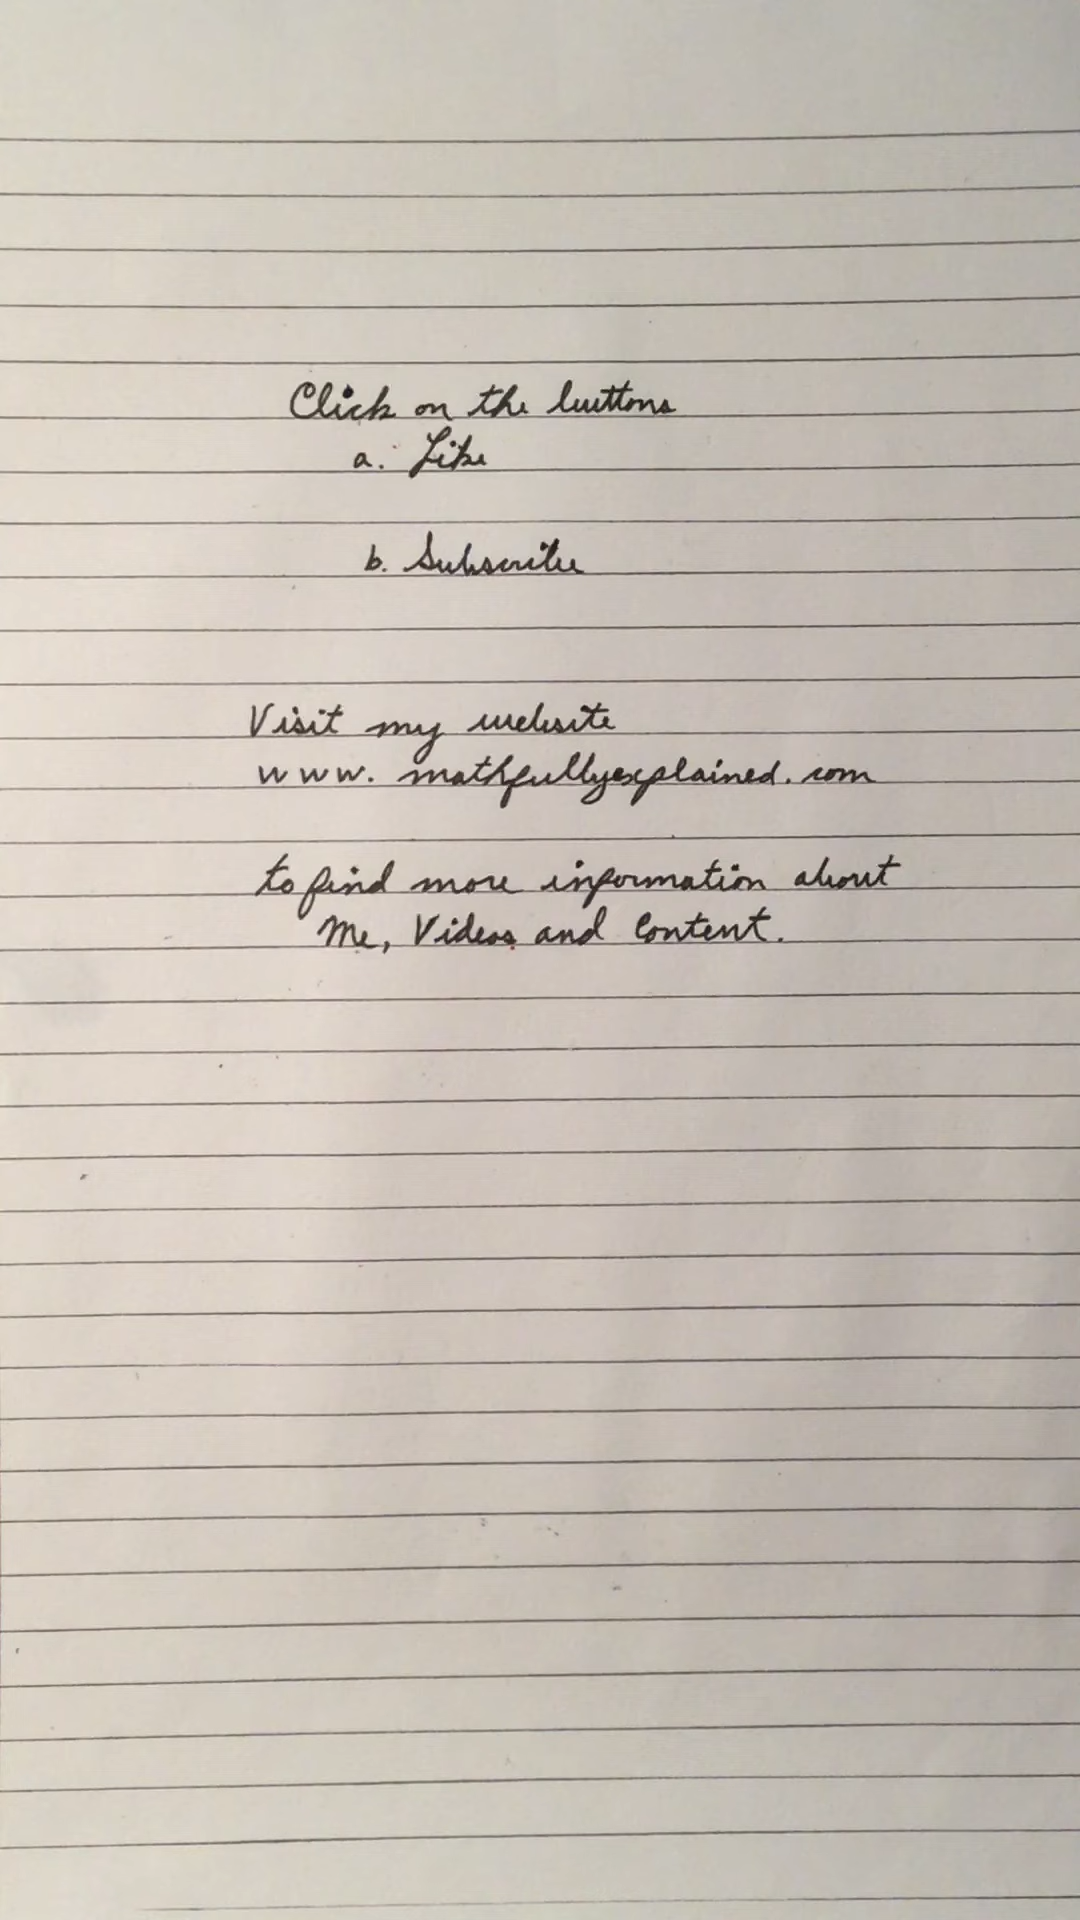 Click on the buttons
a. Like
b. Subscribe
Visit my website
www.mathfullyexplained.com
to find more information about
Me, Videos and Content.